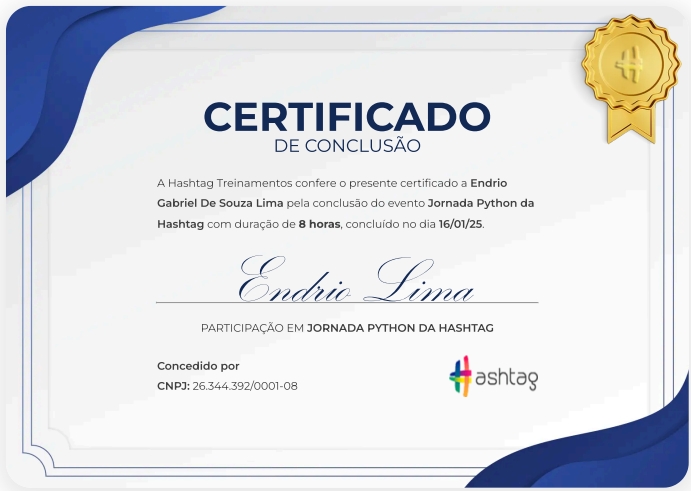 CERTIFICADO
DE CONCLUSÃO
A Hashtag Treinamentos confere o presente certificado a Endrio
Gabriel De Souza Lima pela conclusão do evento Jornada Python da
Hashtag com duração de 8 horas, concluído no dia 16/01/25.
Endrio Lima
PARTICIPAÇÃO EM JORNADA PYTHON DA HASHTAG
Concedido por
CNPJ: 26.344.392/0001-08
ashtag